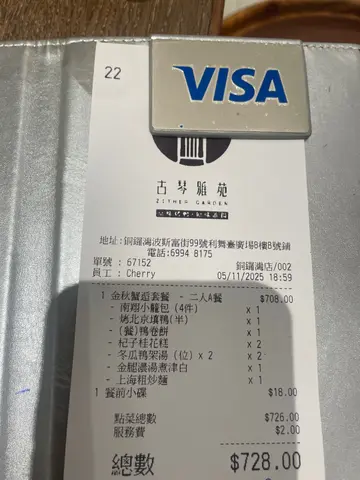 22
VISA
古琴雅苑
ZITHER GARDEN
地址:銅鑼灣波斯富街99號利舞臺廣場8樓B號舖
電話:6994 8175
單號 : 67152 銅鑼灣店/002
員工 : Cherry 05/11/2025 18:59
1 金秋蟹逅套餐 - 二人A餐 $708.00
- 南翔小籠包 (4件) x 1
- 烤北京填鴨(半) x 1
- (餐)鴨卷餅 x 1
- 杞子桂花糕 x 2
- 冬瓜鴨架湯 (位) x 2 x 2
- 金腿濃湯煮津白 x 1
- 上海粗炒麵 x 1
1 餐前小碟 $18.00
點菜總數 $726.00
服務費 $2.00
總數 $728.00